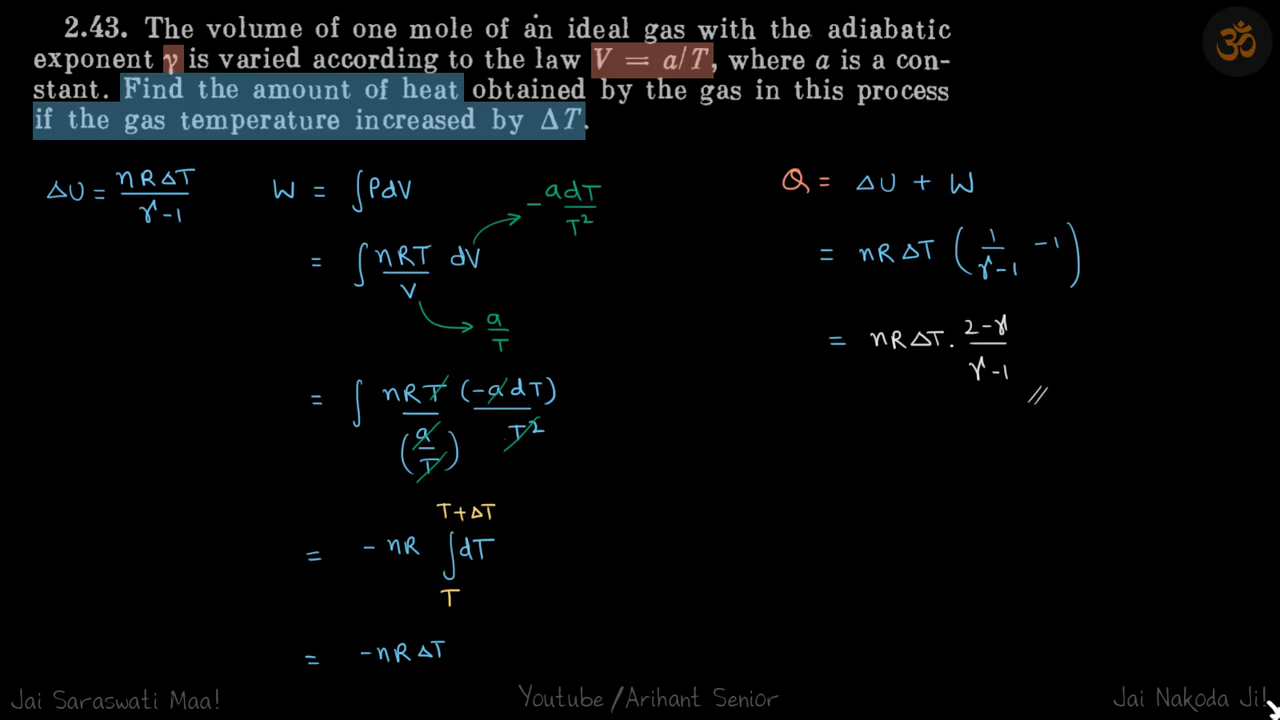 2.43. The volume of one mole of an ideal gas with the adiabatic
exponent γ is varied according to the law V = a/T, where a is a con-
stant. Find the amount of heat obtained by the gas in this process
if the gas temperature increased by ΔT.
ΔU = nRΔT / γ-1
W = ∫PdV
= ∫ nRT / V dV
-adT / T²
a / T
= ∫ nRT / (a/T) (-adT) / T²
= -nR ∫dT
T+ΔT
T
= -nRΔT
Q = ΔU + W
= nRΔT (1 / γ-1 -1)
= nRΔT . 2-γ / γ-1 //
ॐ
Jai Saraswati Maa!
Youtube /Arihant Senior
Jai Nakoda Ji!